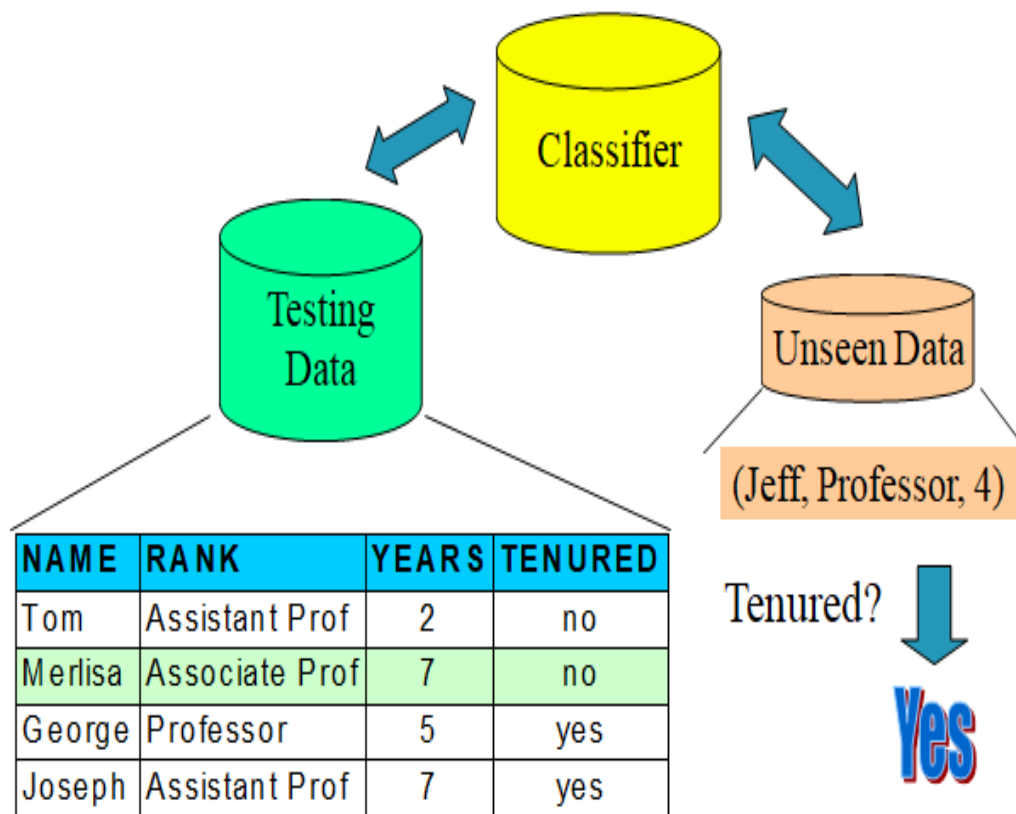 Classifier
Testing
Data
Unseen Data
(Jeff, Professor, 4)
NAME RANK YEARS TENURED
Tom Assistant Prof 2 no
Merlisa Associate Prof 7 no
George Professor 5 yes
Joseph Assistant Prof 7 yes
Tenured?
Yes